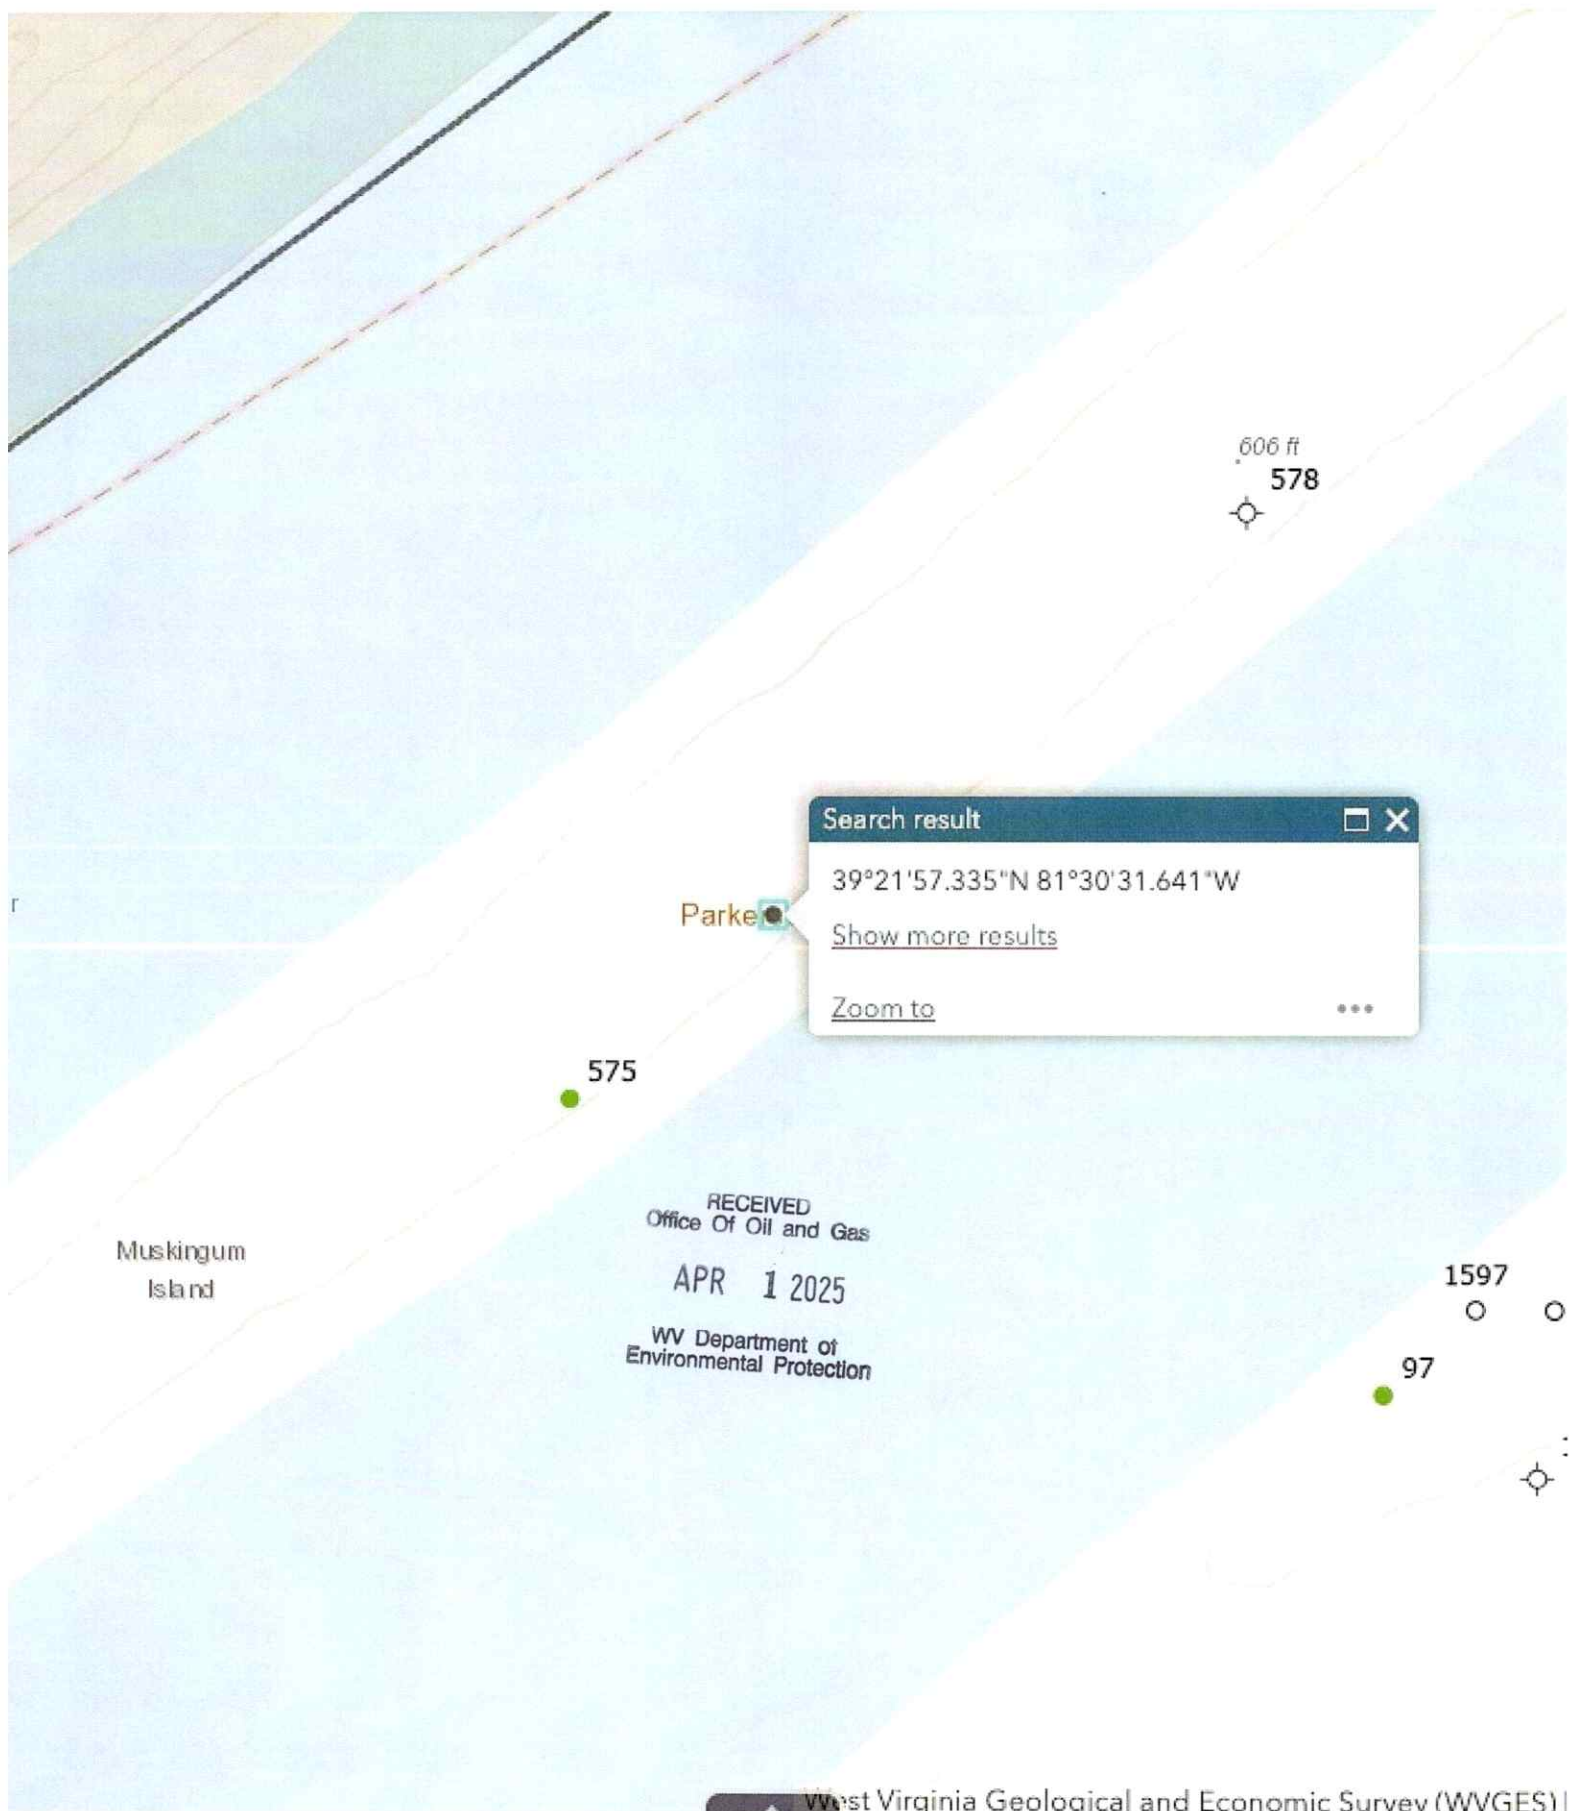 606 ft
578
Search result
39°21'57.335"N 81°30'31.641"W
r
Parke
Show more results
Zoom to
575
RECEIVED
Office Of Oil and Gas
APR 1 2025
WV Department of
Environmental Protection
Muskingum
Island
1597
97
West Virginia Geological and Economic Survey (WVGES) |